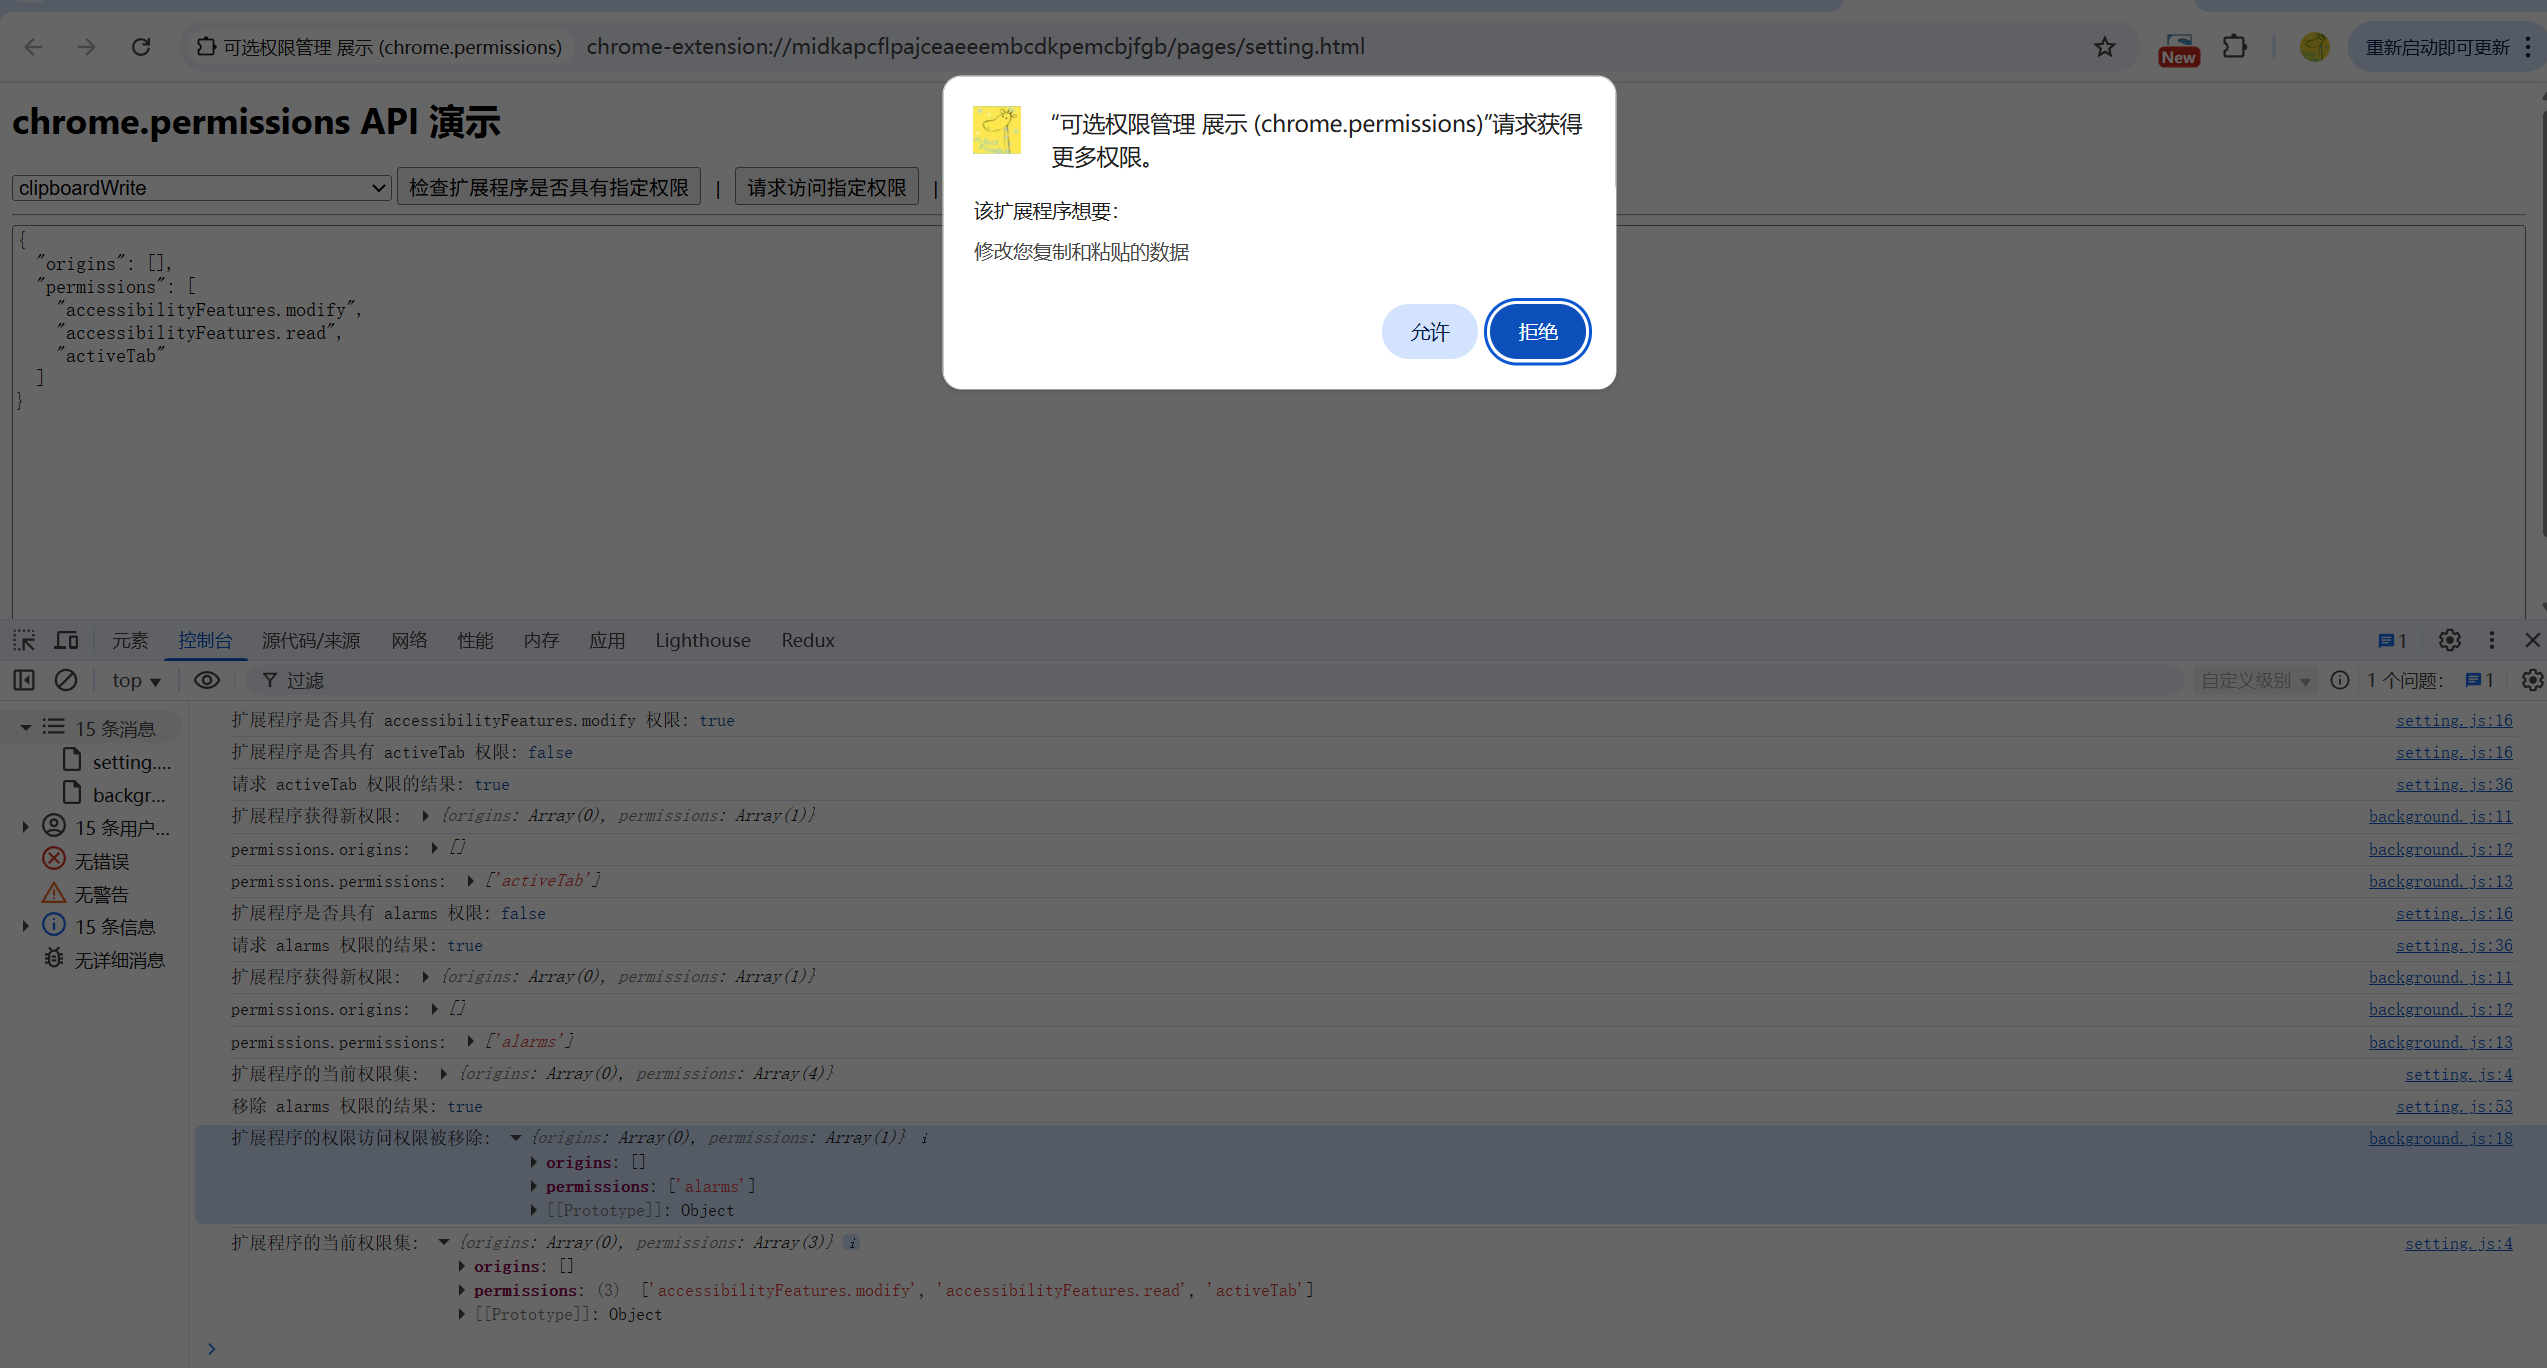 可选权限管理 展示 (chrome.permissions)
chrome-extension://midkapcflpajceaeeembcdkpemcbjfgb/pages/setting.html
New
重新启动即可更新
chrome.permissions API 演示
clipboardWrite
检查扩展程序是否具有指定权限
|
请求访问指定权限
|
“可选权限管理 展示 (chrome.permissions)”请求获得
更多权限。
该扩展程序想要：
修改您复制和粘贴的数据
允许
拒绝
{
"origins": [],
"permissions": [
"accessibilityFeatures.modify",
"accessibilityFeatures.read",
"activeTab"
]
}
元素
控制台
源代码/来源
网络
性能
内存
应用
Lighthouse
Redux
1
top
过滤
自定义级别
1 个问题：
1
15 条消息
setting....
backgr...
15 条用户...
无错误
无警告
15 条信息
无详细消息
扩展程序是否具有 accessibilityFeatures.modify 权限: true setting.js:16
扩展程序是否具有 activeTab 权限: false setting.js:16
请求 activeTab 权限的结果: true setting.js:36
扩展程序获得新权限: {origins: Array(0), permissions: Array(1)} background.js:11
permissions.origins: [] background.js:12
permissions.permissions: ['activeTab'] background.js:13
扩展程序是否具有 alarms 权限: false setting.js:16
请求 alarms 权限的结果: true setting.js:36
扩展程序获得新权限: {origins: Array(0), permissions: Array(1)} background.js:11
permissions.origins: [] background.js:12
permissions.permissions: ['alarms'] background.js:13
扩展程序的当前权限集: {origins: Array(0), permissions: Array(4)} setting.js:4
移除 alarms 权限的结果: true setting.js:53
扩展程序的权限访问权限被移除: {origins: Array(0), permissions: Array(1)} i background.js:18
origins: []
permissions: ['alarms']
[[Prototype]]: Object
扩展程序的当前权限集: {origins: Array(0), permissions: Array(3)} i setting.js:4
origins: []
permissions: (3) ['accessibilityFeatures.modify', 'accessibilityFeatures.read', 'activeTab']
[[Prototype]]: Object